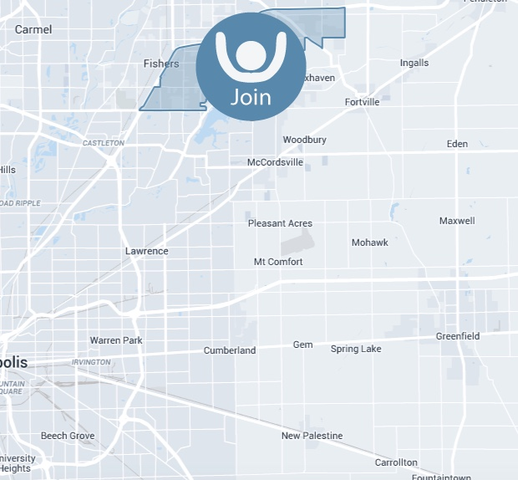 Pendleton
Carmel
Fishers
Ingalls
xhaven
Join
Fortville
Woodbury
CASTLETON
Eden
McCordsville
Hills
OAD RIPPLE
Pleasant Acres
Maxwell
Mohawk
Lawrence
Mt Comfort
Greenfield
Warren Park
Gem
Spring Lake
Cumberland
polis
IRVINGTON
UNTAIN
SQUARE
Beech Grove
New Palestine
niversity
Heights
Carrollton
Fountaintown